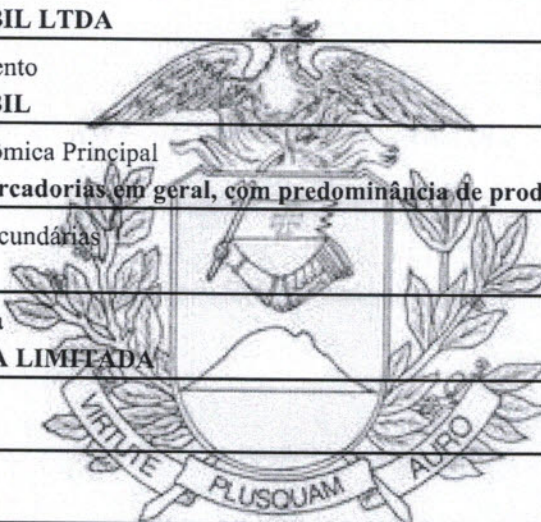 BIL LTDA
ento
BIL
ômica Principal
rcadorias em geral, com predominância de prod
cundárias
a
A LIMITADA
VIRTUTE PLUSQUAM AURO